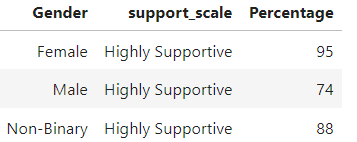 Gender support_scale Percentage
Female Highly Supportive 95
Male Highly Supportive 74
Non-Binary Highly Supportive 88